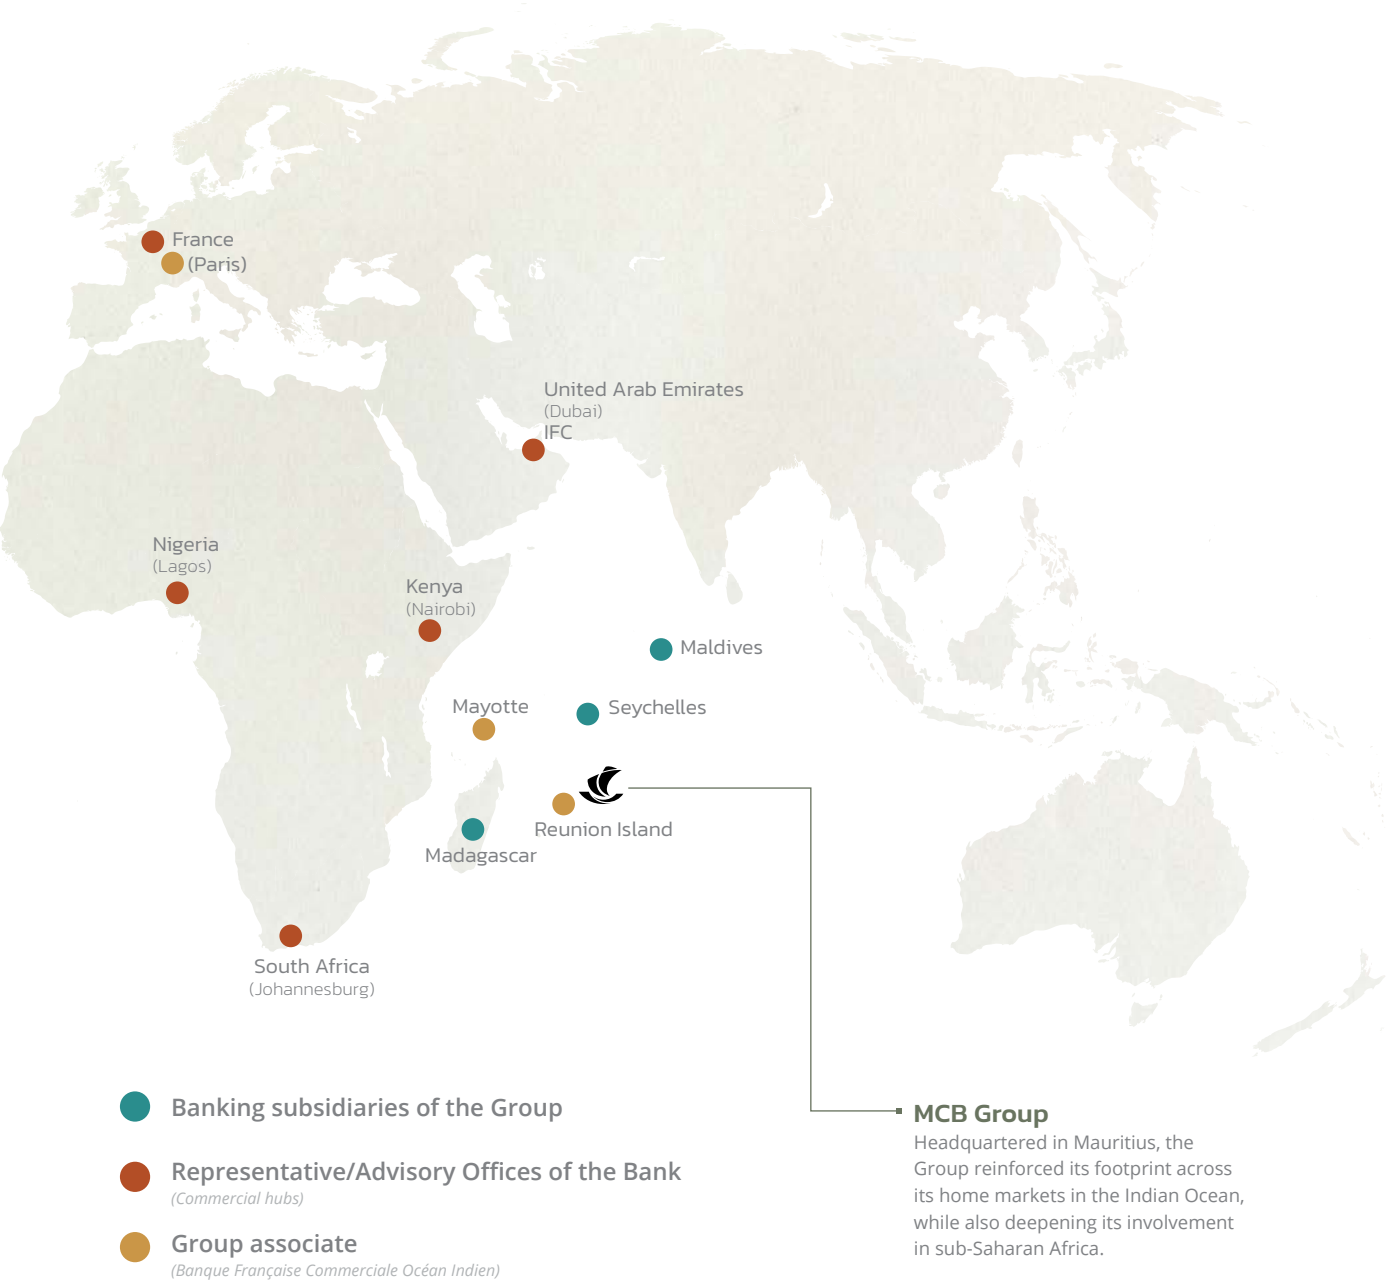 France
(Paris)
United Arab Emirates
(Dubai)
IFC
Nigeria
(Lagos)
Kenya
(Nairobi)
Maldives
Mayotte
Seychelles
Reunion Island
Madagascar
South Africa
(Johannesburg)
Banking subsidiaries of the Group
Representative/Advisory Offices of the Bank
(Commercial hubs)
Group associate
(Banque Française Commerciale Océan Indien)
MCB Group
Headquartered in Mauritius, the
Group reinforced its footprint across
its home markets in the Indian Ocean,
while also deepening its involvement
in sub-Saharan Africa.